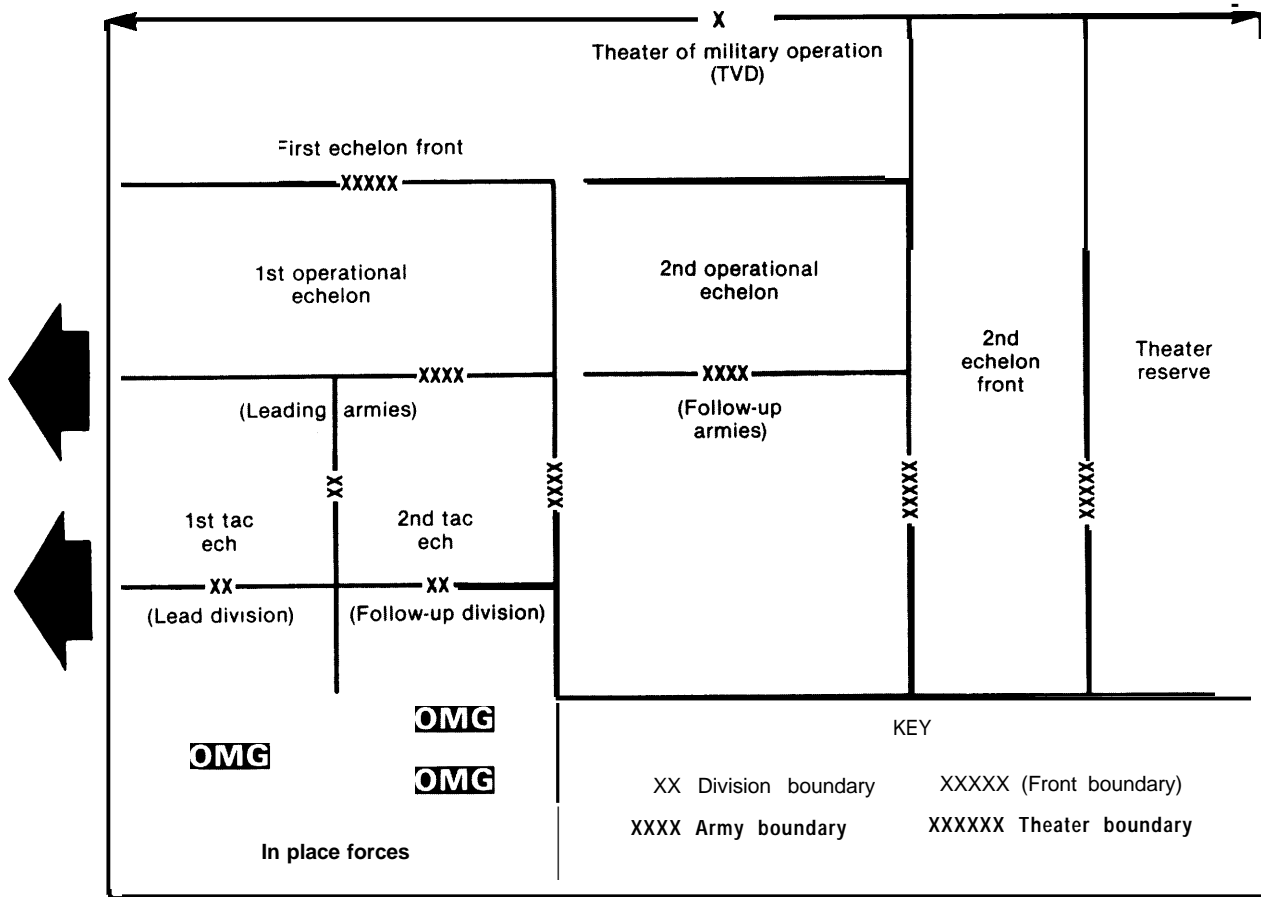 X
Theater of military operation
(TVD)
First echelon front
XXXXX
1st operational
echelon
2nd operational
echelon
2nd
echelon
front
Theater
reserve
XXXX
XXXX
(Leading armies)
(Follow-up
armies)
XX
XXXX
XXXXX
XXXXX
1st tac
ech
2nd tac
ech
XX
XX
(Lead division)
(Follow-up division)
OMG
OMG
OMG
In place forces
KEY
XX Division boundary
XXXXX (Front boundary)
XXXX Army boundary
XXXXXX Theater boundary